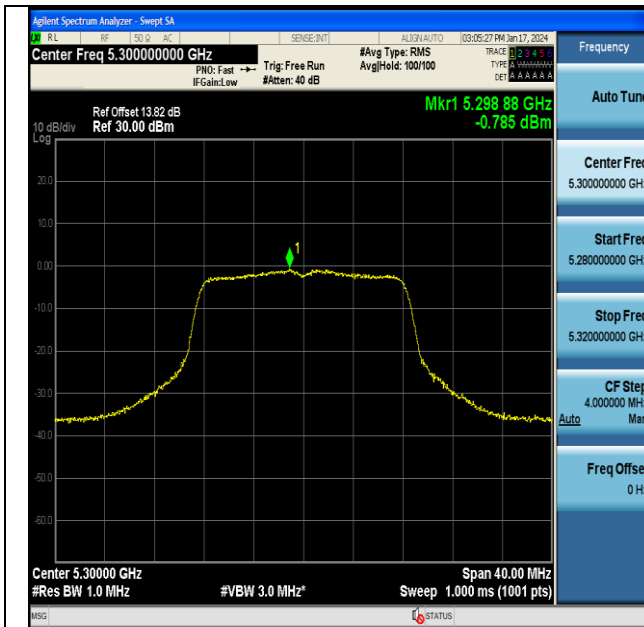 Agilent Spectrum Analyzer - Swept SA
RL RF 50 Ω AC SENSE:INT ALIGN AUTO 03:05:27 PM Jan 17, 2024
Center Freq 5.300000000 GHz
PNO: Fast
IFGain:Low
Trig: Free Run
#Atten: 40 dB
#Avg Type: RMS
Avg|Hold: 100/100
TRACE 1 2 3 4 5 6
TYPE A
DET A A A A A A
Mkr1 5.298 88 GHz
-0.785 dBm
Ref Offset 13.82 dB
10 dB/div Ref 30.00 dBm
Log
20.0
10.0
0.00
-10.0
-20.0
-30.0
-40.0
-50.0
-60.0
1
Center 5.30000 GHz Span 40.00 MHz
#Res BW 1.0 MHz #VBW 3.0 MHz* Sweep 1.000 ms (1001 pts)
MSG STATUS
Frequency
Auto Tune
Center Freq
5.300000000 GH
Start Freq
5.280000000 GH
Stop Freq
5.320000000 GH
CF Step
4.000000 MH
Auto Man
Freq Offse
0 H